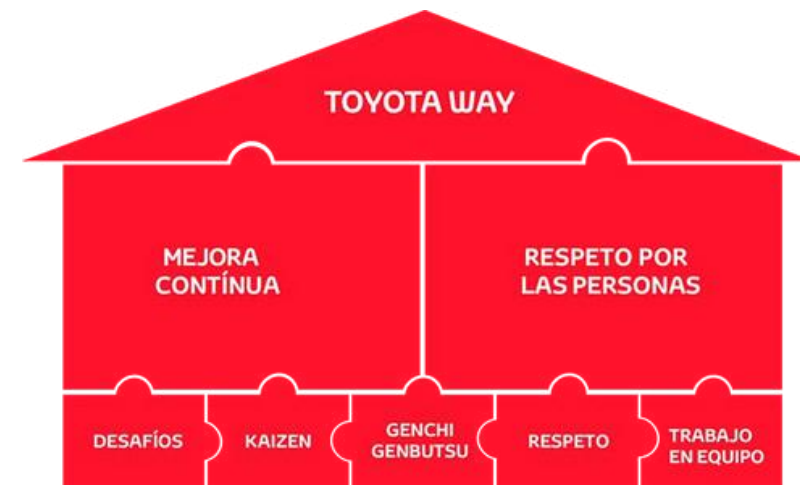 TOYOTA WAY
MEJORA
CONTÍNUA
RESPETO POR
LAS PERSONAS
DESAFÍOS
KAIZEN
GENCHI
GENBUTSU
RESPETO
TRABAJO
EN EQUIPO